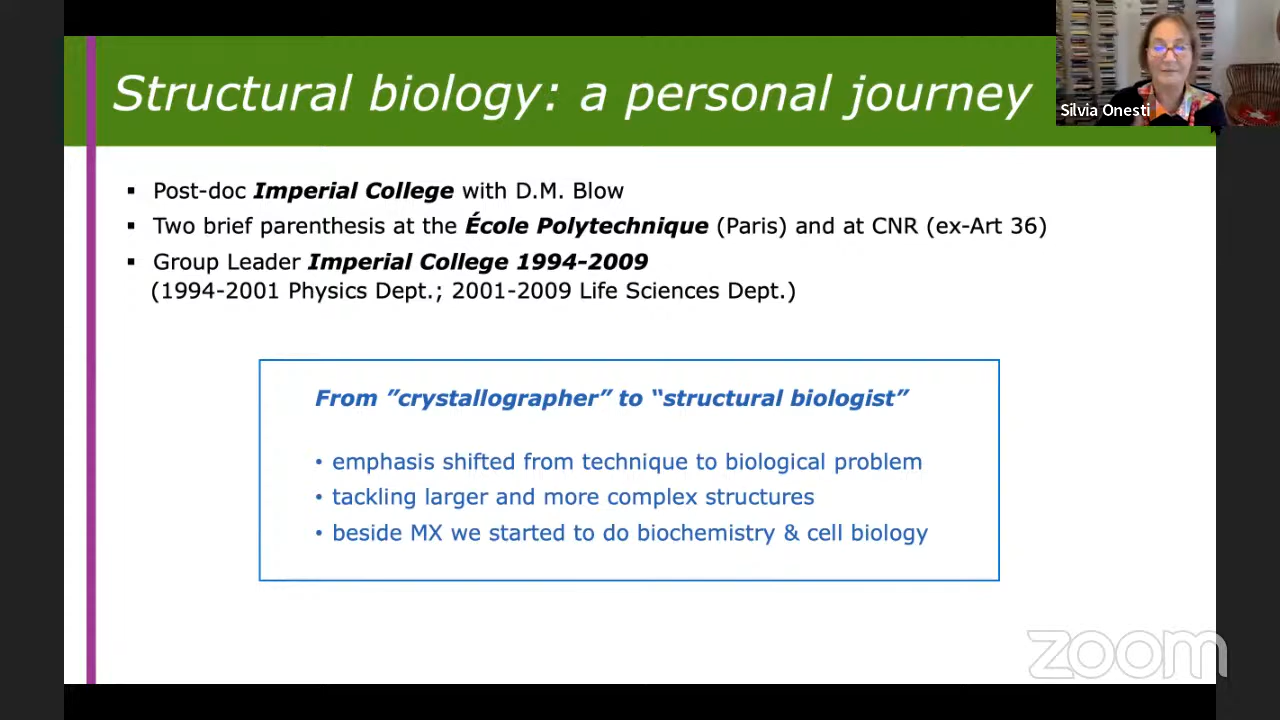 Structural biology: a personal journey
Silvia Onesti
▪ Post-doc Imperial College with D.M. Blow
▪ Two brief parenthesis at the École Polytechnique (Paris) and at CNR (ex-Art 36)
▪ Group Leader Imperial College 1994-2009
(1994-2001 Physics Dept.; 2001-2009 Life Sciences Dept.)
From ”crystallographer” to “structural biologist”
• emphasis shifted from technique to biological problem
• tackling larger and more complex structures
• beside MX we started to do biochemistry & cell biology
zoom